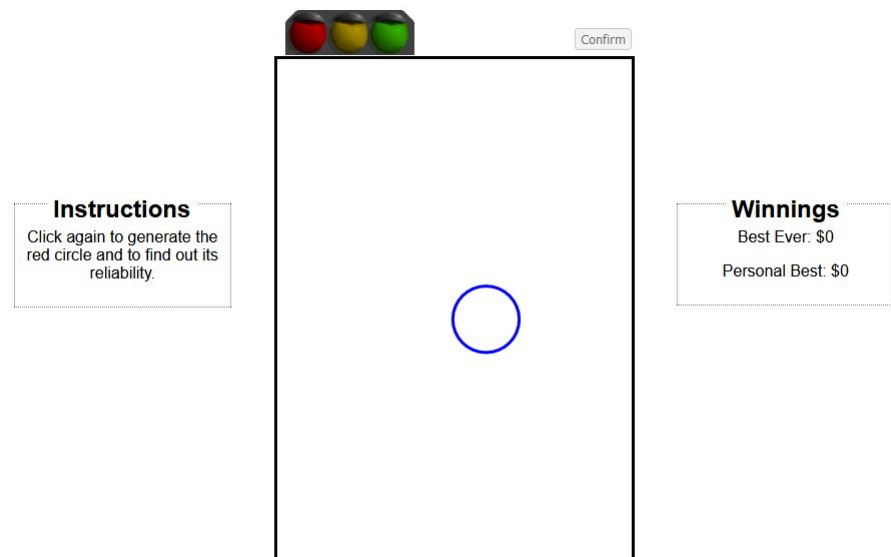 Confirm
Instructions
Click again to generate the
red circle and to find out its
reliability.
Winnings
Best Ever: $0
Personal Best: $0